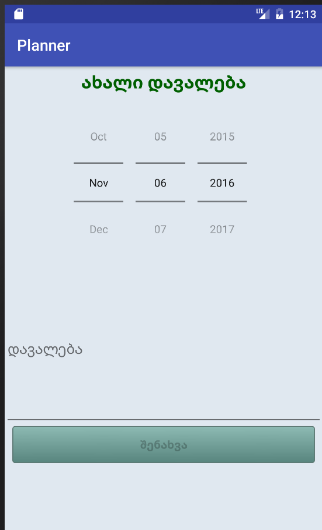 12:13
Planner
ახალი დავალება
Oct 05 2015
Nov 06 2016
Dec 07 2017
დავალება
შენახვა